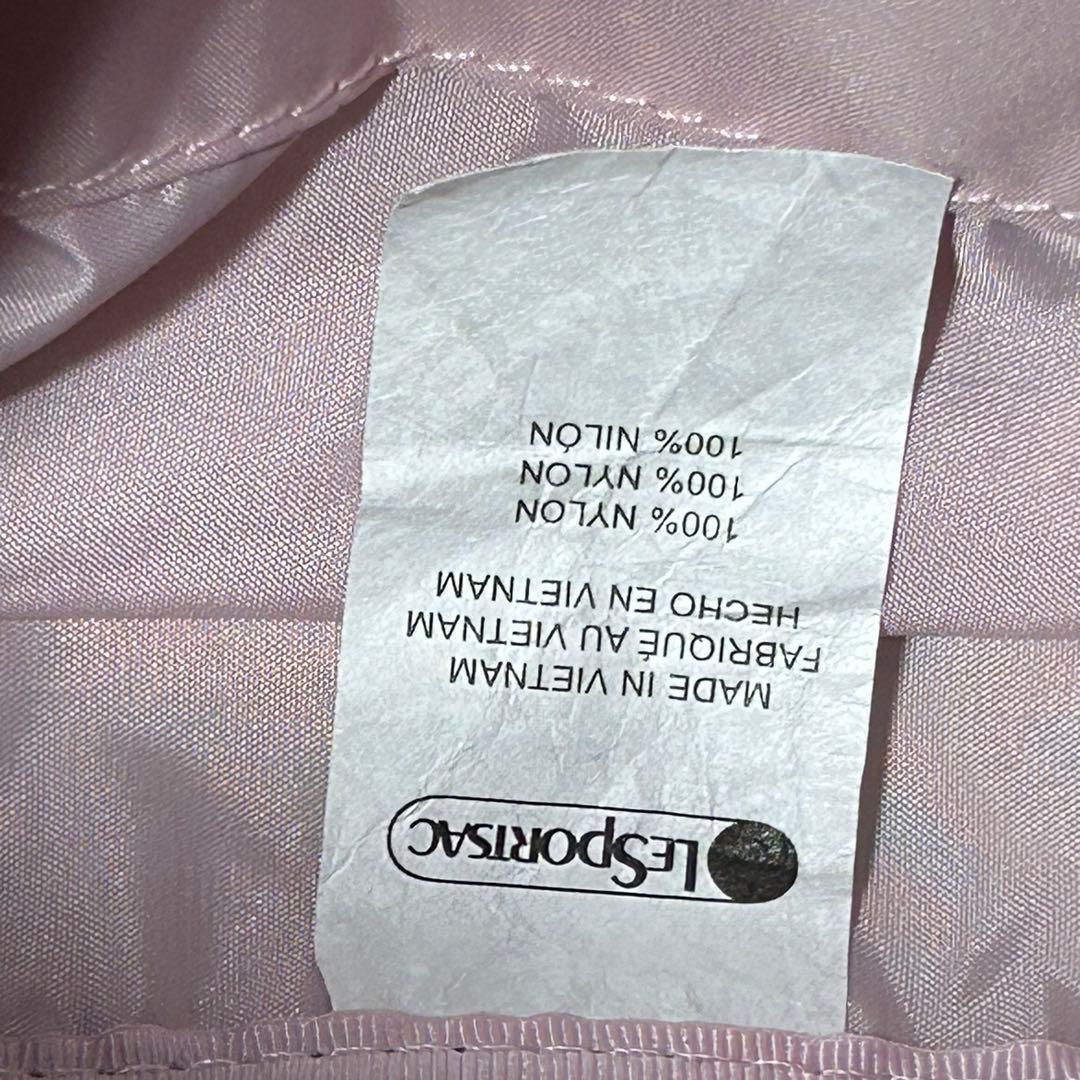 LESPORTSAC
MADE IN VIETNAM
FABRIQUÉ AU VIETNAM
HECHO EN VIETNAM
100% NYLON
100% NYLON
100% NILÓN